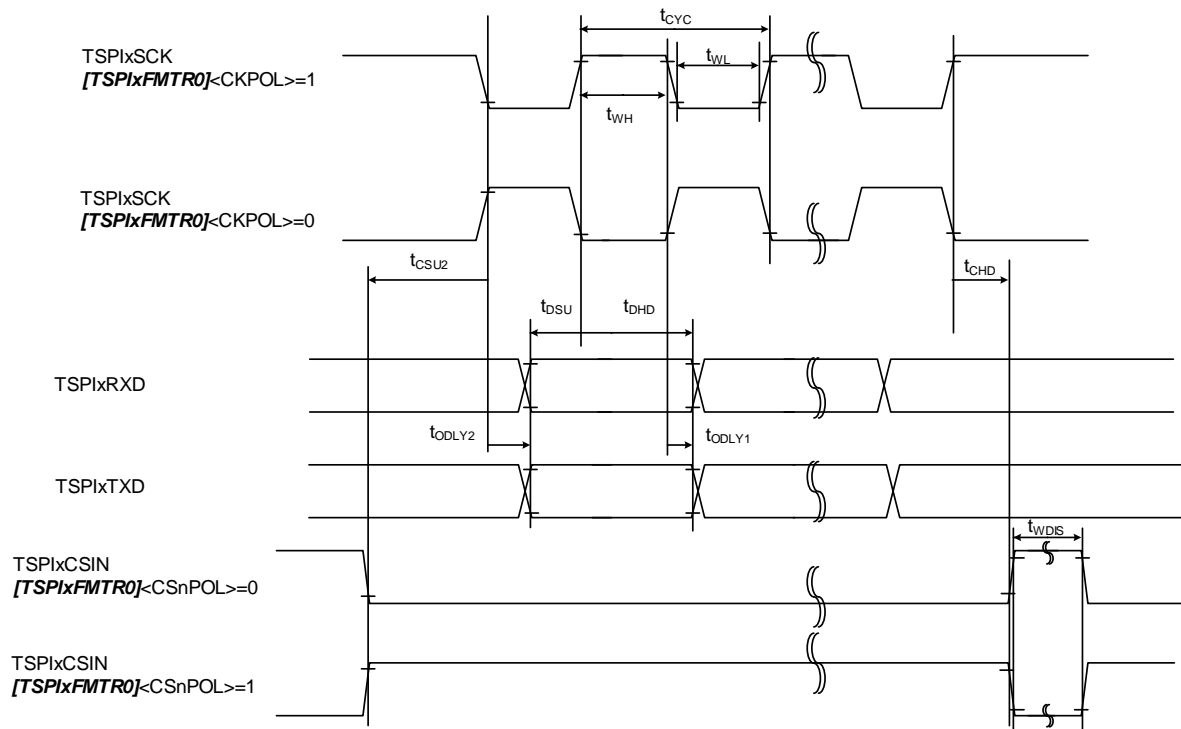 tCYC
TSPIxSCK
[TSPIxFMTR0]<CKPOL>=1
tWL
tWH
TSPIxSCK
[TSPIxFMTR0]<CKPOL>=0
tCSU2
tCHD
tDSU
tDHD
TSPIxRXD
tODLY2
tODLY1
TSPIxTXD
tWDIS
TSPIxCSIN
[TSPIxFMTR0]<CSnPOL>=0
TSPIxCSIN
[TSPIxFMTR0]<CSnPOL>=1